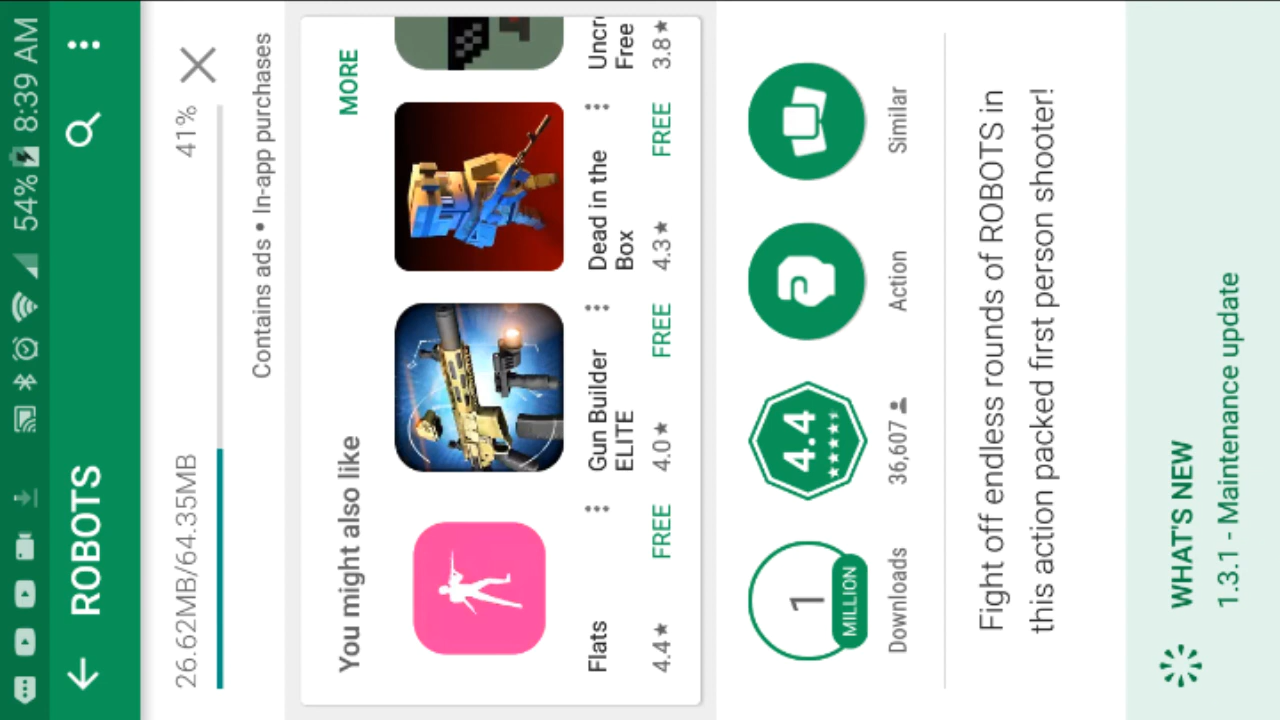 54% 8:39 AM
ROBOTS
26.62MB/64.35MB 41%
Contains ads • In-app purchases
You might also like MORE
Flats
4.4★ FREE
Gun Builder
ELITE
4.0★ FREE
Dead in the
Box
4.3★ FREE
Free
3.8★
1
MILLION
Downloads
4.4
36,607
Action
Similar
Fight off endless rounds of ROBOTS in
this action packed first person shooter!
WHAT'S NEW
1.3.1 - Maintenance update